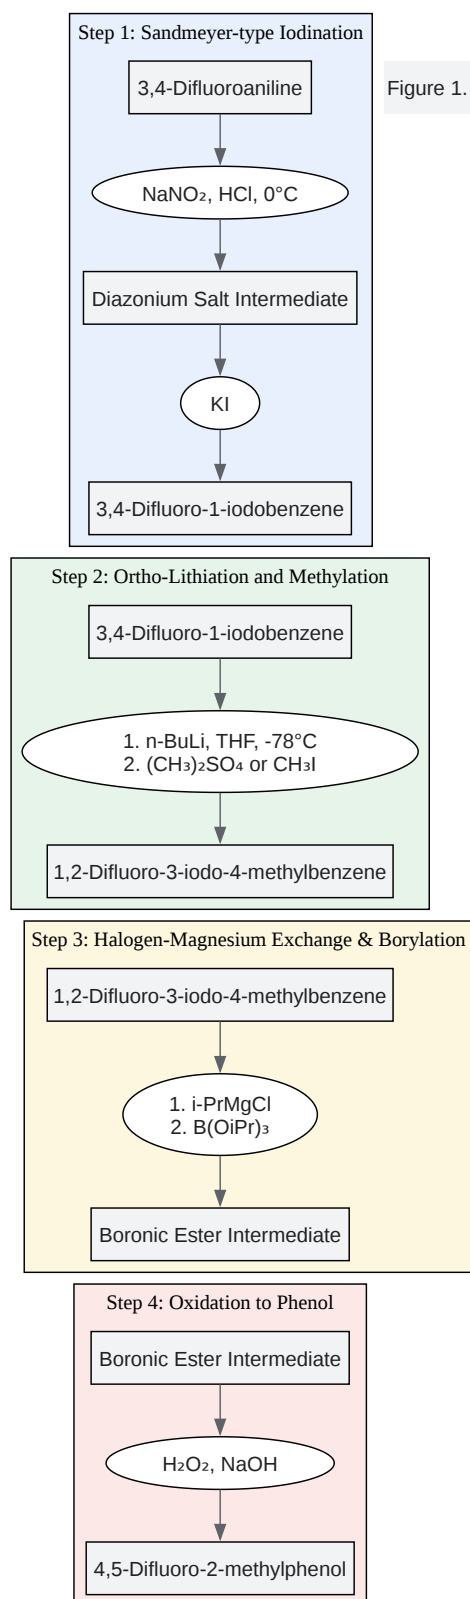 Step 1: Sandmeyer-type Iodination
3,4-Difluoroaniline
Figure 1.
NaNO₂, HCl, 0°C
Diazonium Salt Intermediate
KI
3,4-Difluoro-1-iodobenzene
Step 2: Ortho-Lithiation and Methylation
3,4-Difluoro-1-iodobenzene
1. n-BuLi, THF, -78°C
2. (CH₃)₂SO₄ or CH₃I
1,2-Difluoro-3-iodo-4-methylbenzene
Step 3: Halogen-Magnesium Exchange & Borylation
1,2-Difluoro-3-iodo-4-methylbenzene
1. i-PrMgCl
2. B(OiPr)₃
Boronic Ester Intermediate
Step 4: Oxidation to Phenol
Boronic Ester Intermediate
H₂O₂, NaOH
4,5-Difluoro-2-methylphenol